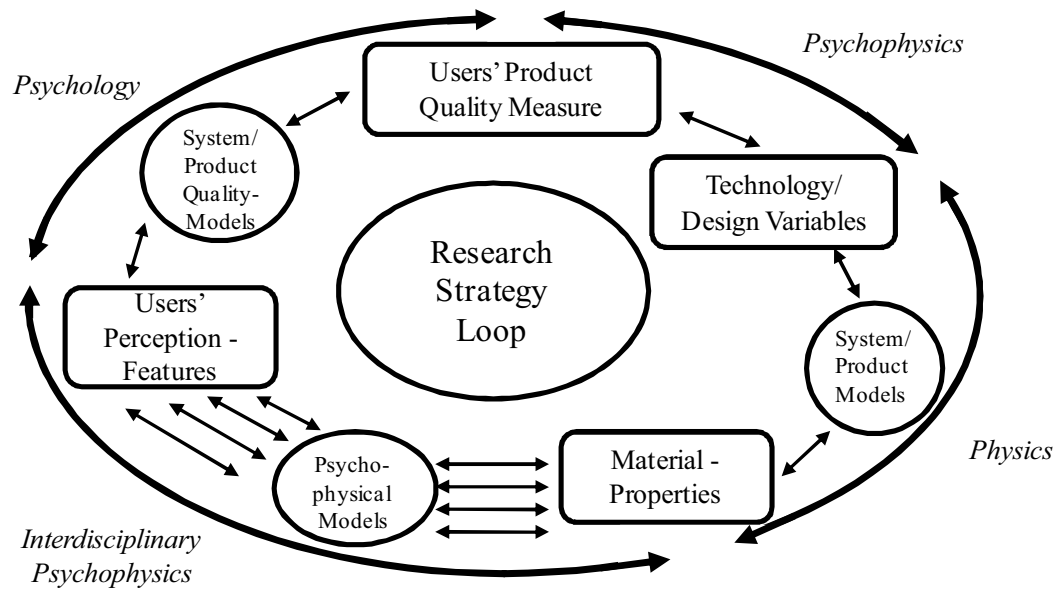 Psychology
Psychophysics
Users' Product
Quality Measure
System/
Product
Quality-
Models
Technology/
Design Variables
Research
Strategy
Loop
Users'
Perception -
Features
System/
Product
Models
Psycho-
physical
Models
Material -
Properties
Physics
Interdisciplinary
Psychophysics